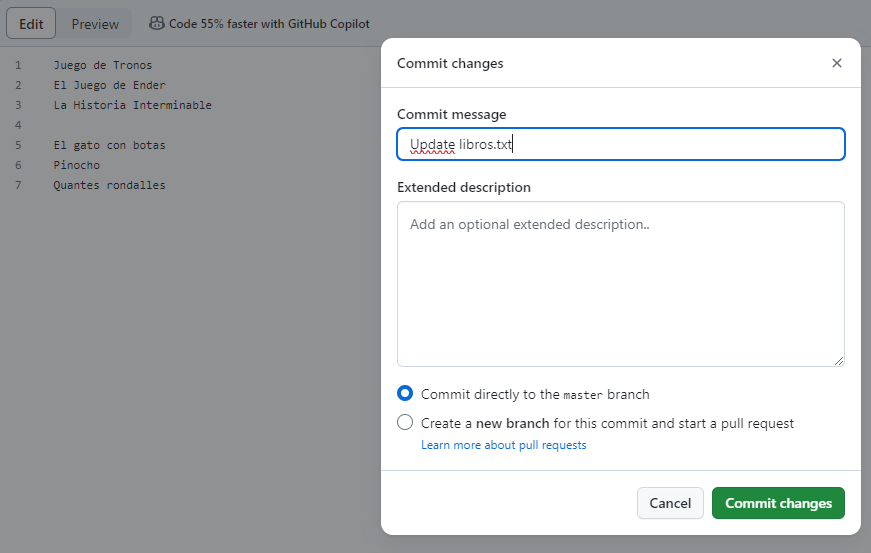 Edit Preview Code 55% faster with GitHub Copilot
1 Juego de Tronos
2 El Juego de Ender
3 La Historia Interminable
4
5 El gato con botas
6 Pinocho
7 Quantes rondalles
Commit changes
Commit message
Update libros.txt
Extended description
Add an optional extended description..
Commit directly to the master branch
Create a new branch for this commit and start a pull request
Learn more about pull requests
Cancel Commit changes